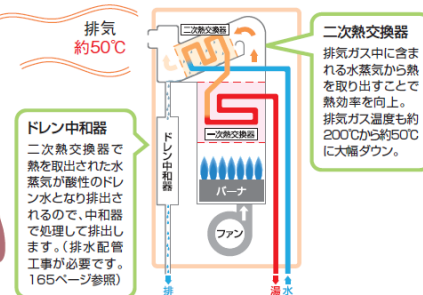 排気
約50℃
二次熱交換器
二次熱交換器
排気ガス中に含ま
れる水蒸気から熱
を取り出すことで
熱効率を向上。
排気ガス温度も約
200℃から約50℃
に大幅ダウン。
ドレン中和器
二次熱交換器で
熱を取出された水
蒸気が酸性のドレ
ン水となり排出さ
れるので、中和器
で処理して排出し
ます。(排水配管
工事が必要です。
165ページ参照)
ドレン中和器
一次熱交換器
バーナ
ファン
排
湯
水